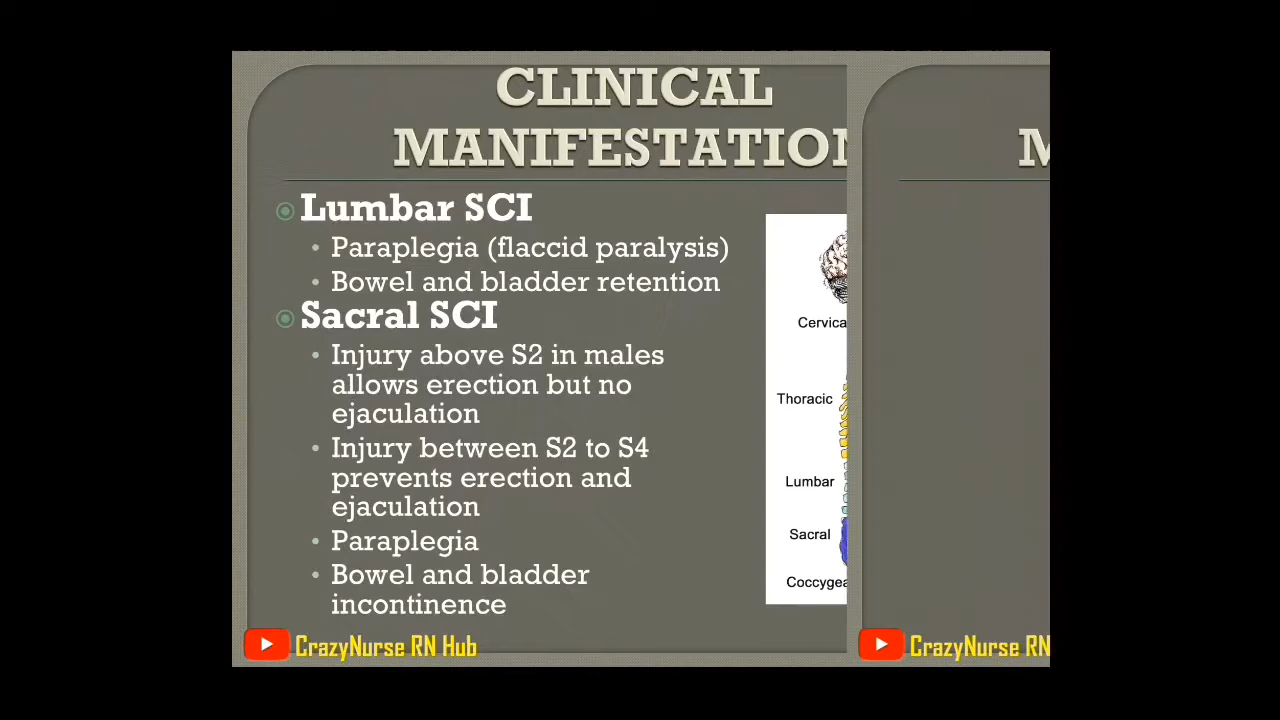 CLINICAL
MANIFESTATION
M
Lumbar SCI
Paraplegia (flaccid paralysis)
Bowel and bladder retention
Sacral SCI
Injury above S2 in males
allows erection but no
ejaculation
Injury between S2 to S4
prevents erection and
ejaculation
Paraplegia
Bowel and bladder
incontinence
Cervica
Thoracic
Lumbar
Sacral
Coccygea
CrazyNurse RN Hub
CrazyNurse RN